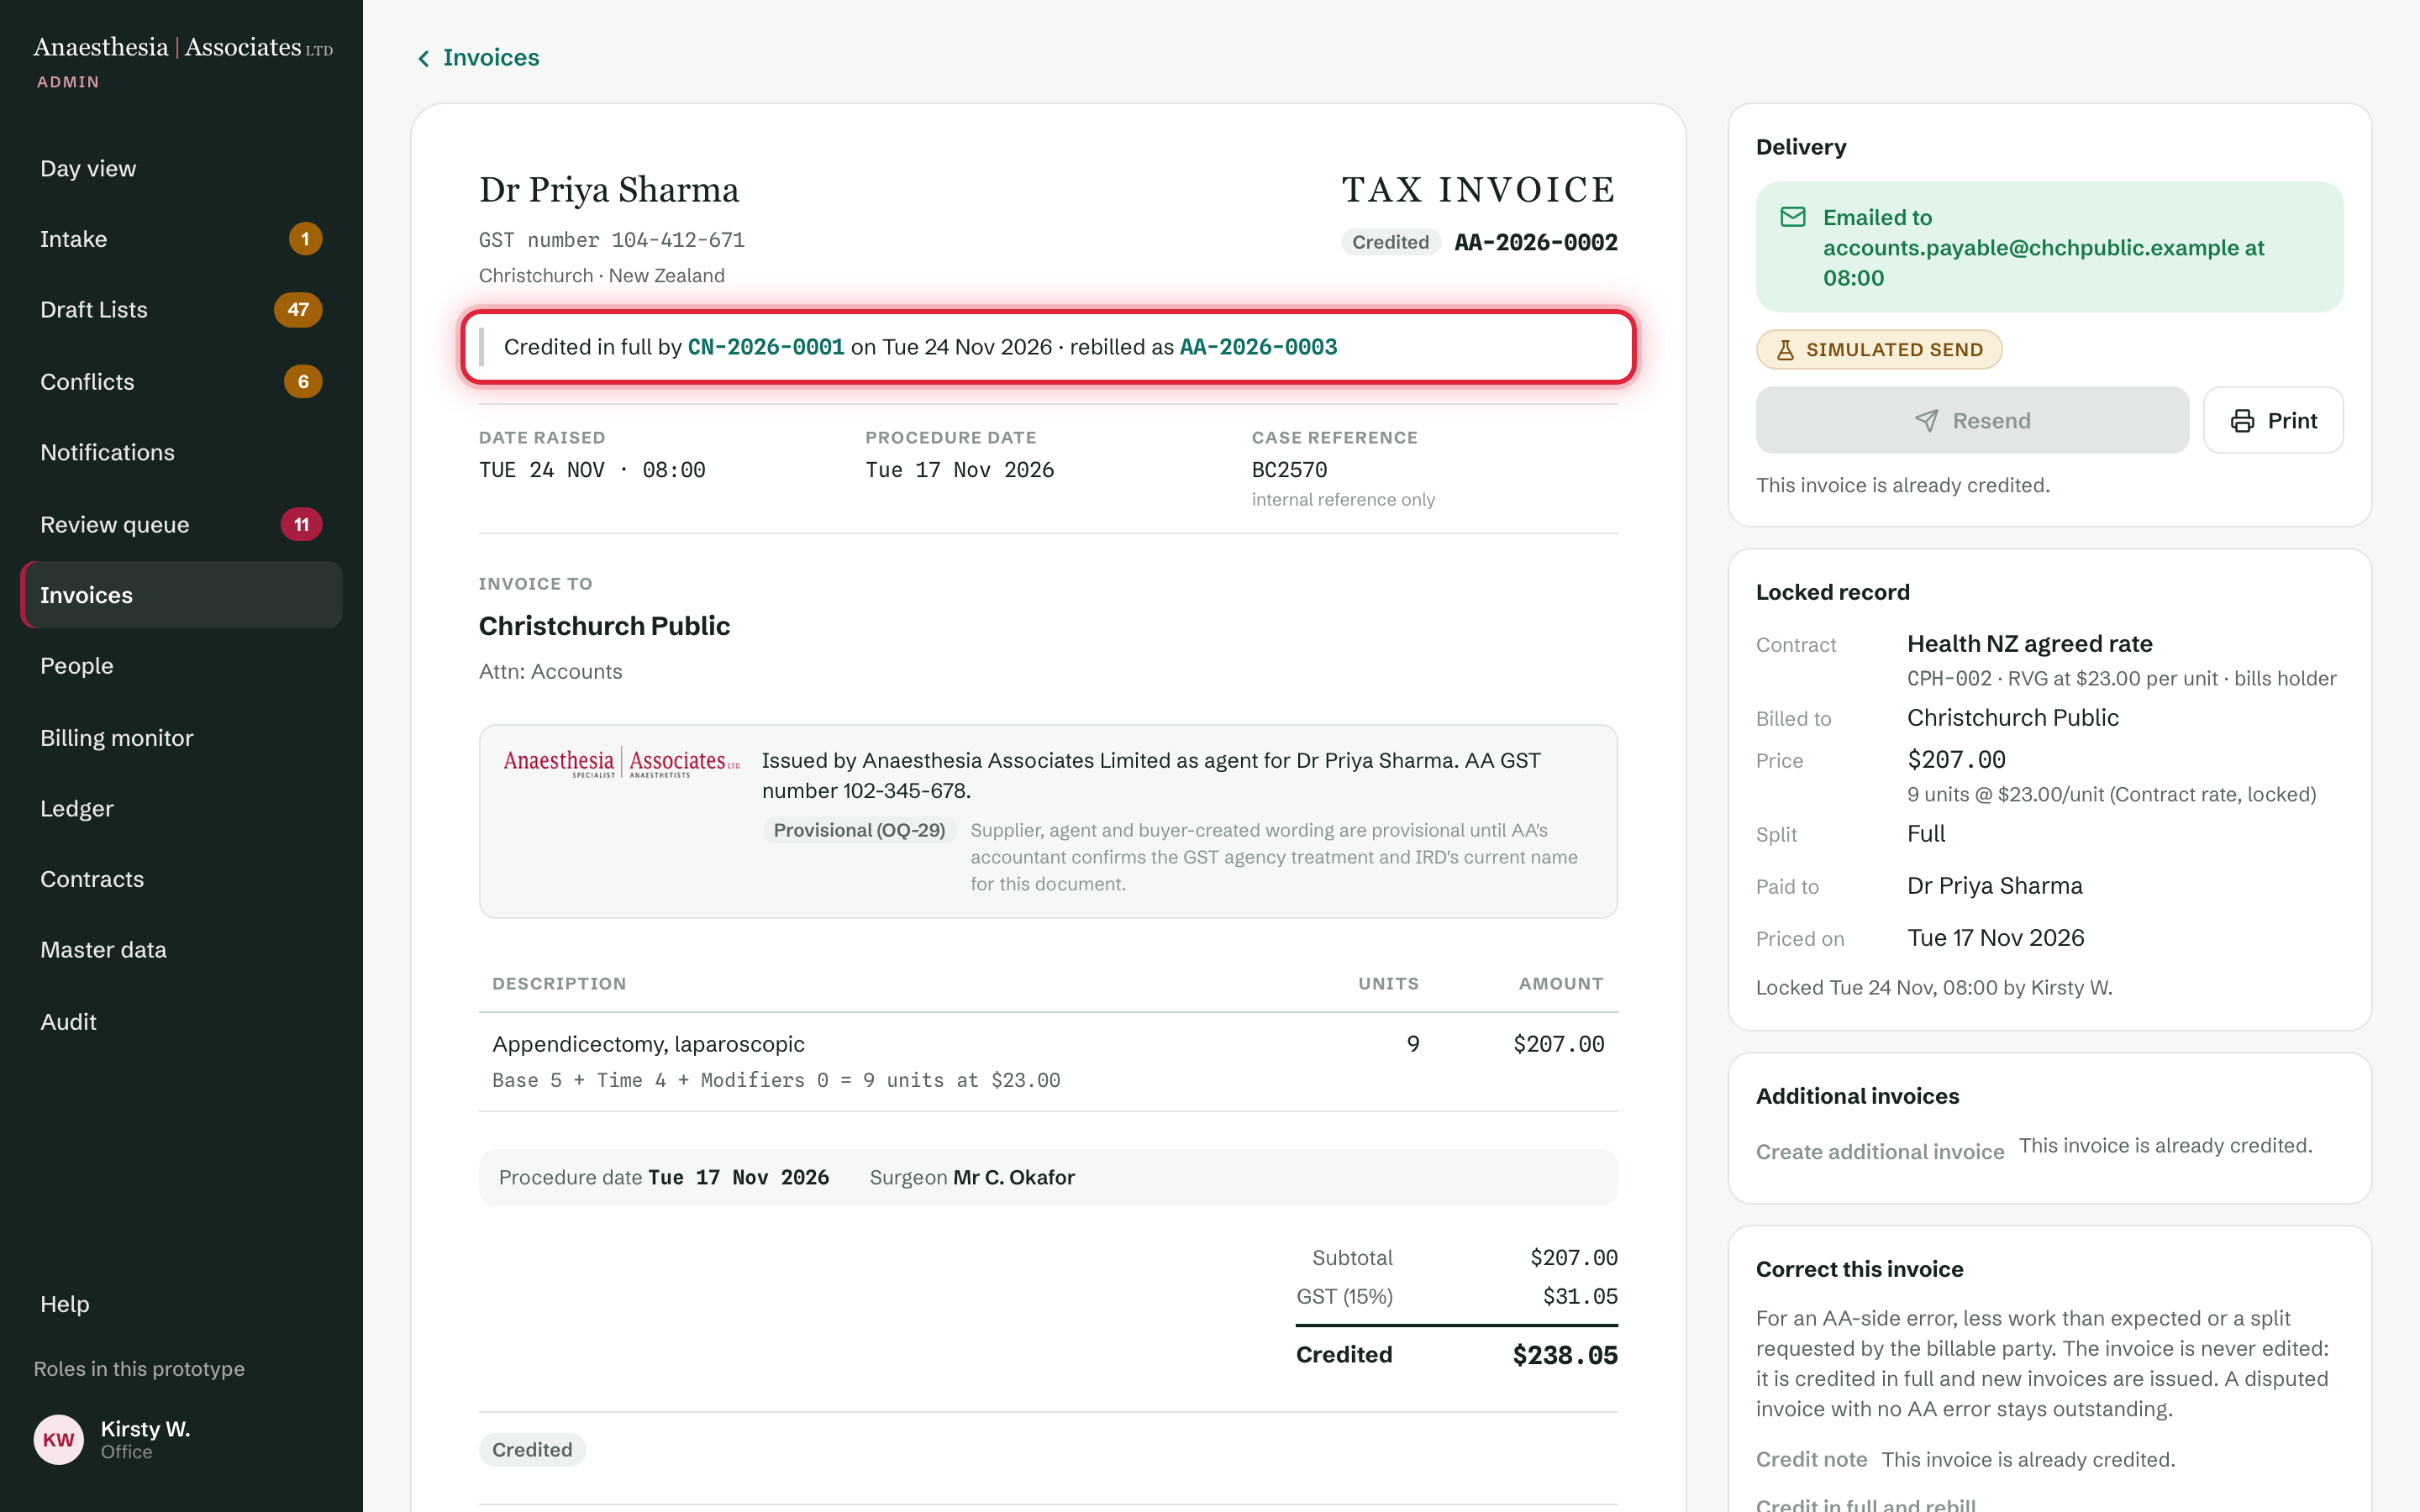 Anaesthesia | Associates LTD
ADMIN
Day view
Intake 1
Draft Lists 47
Conflicts 6
Notifications
Review queue 11
Invoices
People
Billing monitor
Ledger
Contracts
Master data
Audit
Help
Roles in this prototype
KW Kirsty W.
Office
Invoices
Dr Priya Sharma
GST number 104-412-671
Christchurch · New Zealand
TAX INVOICE
Credited AA-2026-0002
Credited in full by CN-2026-0001 on Tue 24 Nov 2026 · rebilled as AA-2026-0003
DATE RAISED
TUE 24 NOV · 08:00
PROCEDURE DATE
Tue 17 Nov 2026
CASE REFERENCE
BC2570
internal reference only
INVOICE TO
Christchurch Public
Attn: Accounts
Anaesthesia | Associates LTD
SPECIALIST ANAESTHETISTS
Issued by Anaesthesia Associates Limited as agent for Dr Priya Sharma. AA GST
number 102-345-678.
Provisional (OQ-29)
Supplier, agent and buyer-created wording are provisional until AA's
accountant confirms the GST agency treatment and IRD's current name
for this document.
DESCRIPTION UNITS AMOUNT
Appendicectomy, laparoscopic 9 $207.00
Base 5 + Time 4 + Modifiers 0 = 9 units at $23.00
Procedure date Tue 17 Nov 2026 Surgeon Mr C. Okafor
Subtotal $207.00
GST (15%) $31.05
Credited $238.05
Credited
Delivery
Emailed to
accounts.payable@chchpublic.example at
08:00
SIMULATED SEND
Resend
Print
This invoice is already credited.
Locked record
Contract Health NZ agreed rate
CPH-002 · RVG at $23.00 per unit · bills holder
Billed to Christchurch Public
Price $207.00
9 units @ $23.00/unit (Contract rate, locked)
Split Full
Paid to Dr Priya Sharma
Priced on Tue 17 Nov 2026
Locked Tue 24 Nov, 08:00 by Kirsty W.
Additional invoices
Create additional invoice This invoice is already credited.
Correct this invoice
For an AA-side error, less work than expected or a split
requested by the billable party. The invoice is never edited:
it is credited in full and new invoices are issued. A disputed
invoice with no AA error stays outstanding.
Credit note This invoice is already credited.
Credit in full and rebill